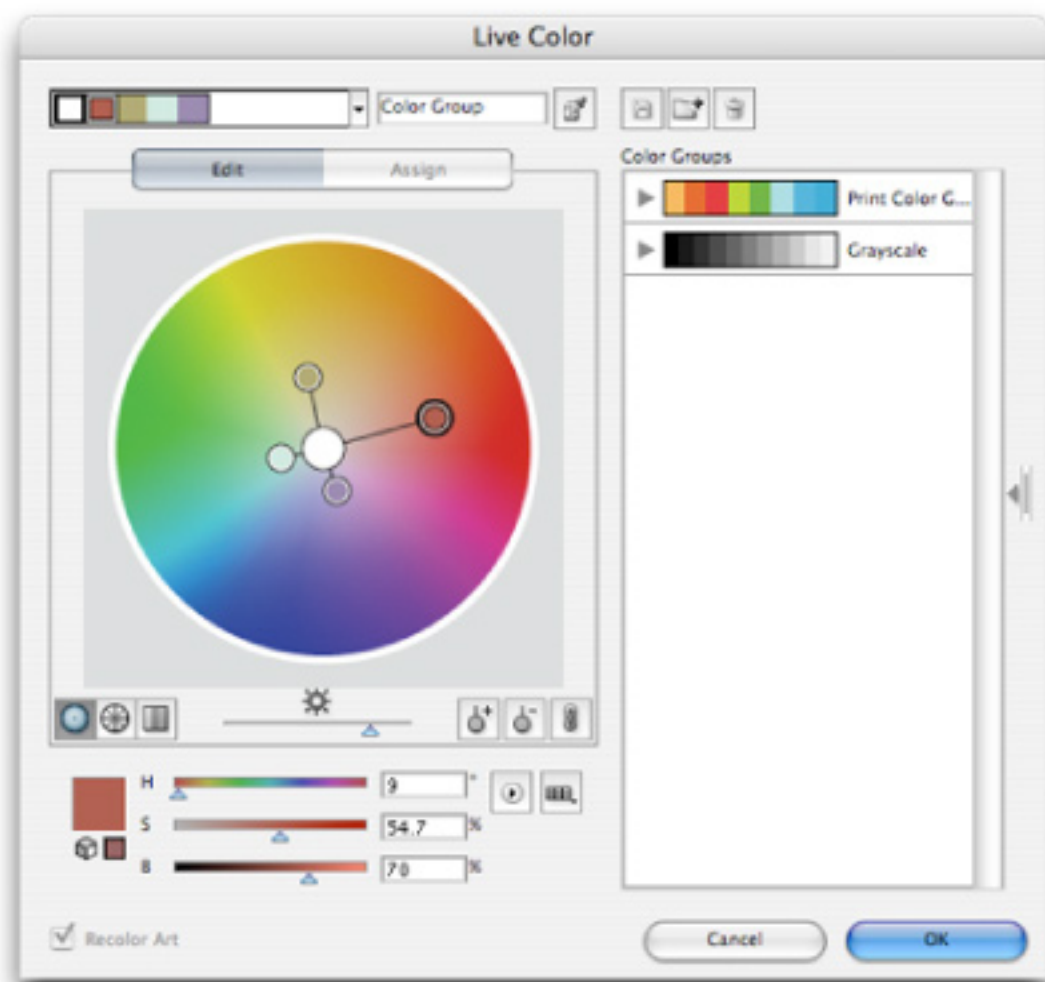 Live Color
Color Group
Color Groups
Edit
Assign
Print Color G...
Grayscale
H
9
°
S
54.7
%
B
70
%
Recolor Art
Cancel
OK